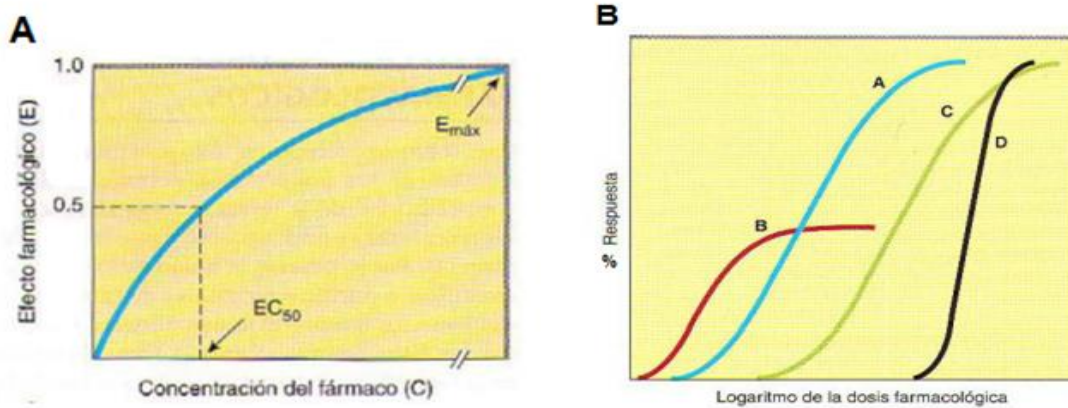 A
Efecto farmacológico (E)
1.0
0.5
Emáx
EC50
Concentración del fármaco (C)
B
% Respuesta
A
B
C
D
Logaritmo de la dosis farmacológica